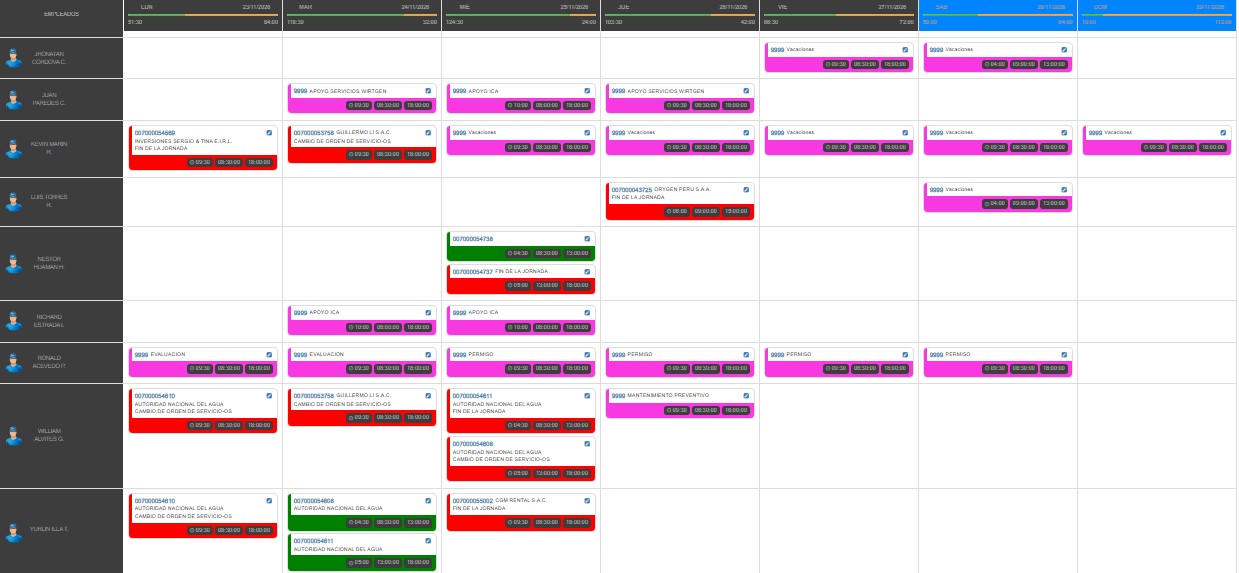 EMPLEADOS
LUN 23/11/2026
51:30 84:00
MAR 24/11/2026
118:30 32:00
MIÉ 25/11/2026
124:30 24:00
JUE 26/11/2026
42:00
VIE 27/11/2026
72:00
SÁB 28/11/2026
84:00
DOM 29/11/2026
JHONATAN
CORDOVA C.
9999 Vacaciones
09:30 08:30:00 18:00:00
9999 Vacaciones
04:00 09:00:00 13:00:00
JUAN
PAREDES C.
9999 APOYO SERVICIOS WIRTGEN
09:30 08:30:00 18:00:00
9999 APOYO ICA
10:00 08:00:00 18:00:00
9999 APOYO SERVICIOS WIRTGEN
09:30 08:30:00 18:00:00
KEVIN MARIN
R.
007000054569
INVERSIONES SERGIO & TINA E.I.R.L.
FIN DE LA JORNADA
09:30 08:30:00 18:00:00
007000053758 GUILLERMO LI S.A.C.
CAMBIO DE ORDEN DE SERVICIO-OS
09:30 08:30:00 18:00:00
9999 Vacaciones
09:30 08:30:00 18:00:00
9999 Vacaciones
09:30 08:30:00 18:00:00
9999 Vacaciones
09:30 08:30:00 18:00:00
9999 Vacaciones
09:30 08:30:00 18:00:00
9999 Vacaciones
09:30 08:30:00 18:00:00
LUIS TORRES
R.
007000043725 ORYGEN PERU S.A.A.
FIN DE LA JORNADA
06:00 09:00:00 15:00:00
9999 Vacaciones
04:00 09:00:00 13:00:00
NESTOR
HUAMAN H.
007000054738
04:30 08:30:00 13:00:00
007000054737 FIN DE LA JORNADA
05:00 13:00:00 18:00:00
RICHARD
ESTRADA I.
9999 APOYO ICA
10:00 08:00:00 18:00:00
9999 APOYO ICA
10:00 08:00:00 18:00:00
RONALD
ACEVEDO P.
9999 EVALUACION
09:30 08:30:00 18:00:00
9999 EVALUACION
09:30 08:30:00 18:00:00
9999 PERMISO
09:30 08:30:00 18:00:00
9999 PERMISO
09:30 08:30:00 18:00:00
9999 PERMISO
09:30 08:30:00 18:00:00
9999 PERMISO
09:30 08:30:00 18:00:00
WILLIAM
ALVITES G.
007000054610
AUTORIDAD NACIONAL DEL AGUA
CAMBIO DE ORDEN DE SERVICIO-OS
09:30 08:30:00 18:00:00
007000053758 GUILLERMO LI S.A.C.
CAMBIO DE ORDEN DE SERVICIO-OS
09:30 08:30:00 18:00:00
007000054611
AUTORIDAD NACIONAL DEL AGUA
FIN DE LA JORNADA
04:30 08:30:00 13:00:00
007000054608
AUTORIDAD NACIONAL DEL AGUA
CAMBIO DE ORDEN DE SERVICIO-OS
05:00 13:00:00 18:00:00
9999 MANTENIMIENTO PREVENTIVO
09:30 08:30:00 18:00:00
YURLIN ILLA T.
007000054610
AUTORIDAD NACIONAL DEL AGUA
CAMBIO DE ORDEN DE SERVICIO-OS
09:30 08:30:00 18:00:00
007000054608
AUTORIDAD NACIONAL DEL AGUA
04:30 08:30:00 13:00:00
007000054611
AUTORIDAD NACIONAL DEL AGUA
05:00 13:00:00 18:00:00
007000055002 CGM RENTAL S.A.C.
FIN DE LA JORNADA
09:30 08:30:00 18:00:00